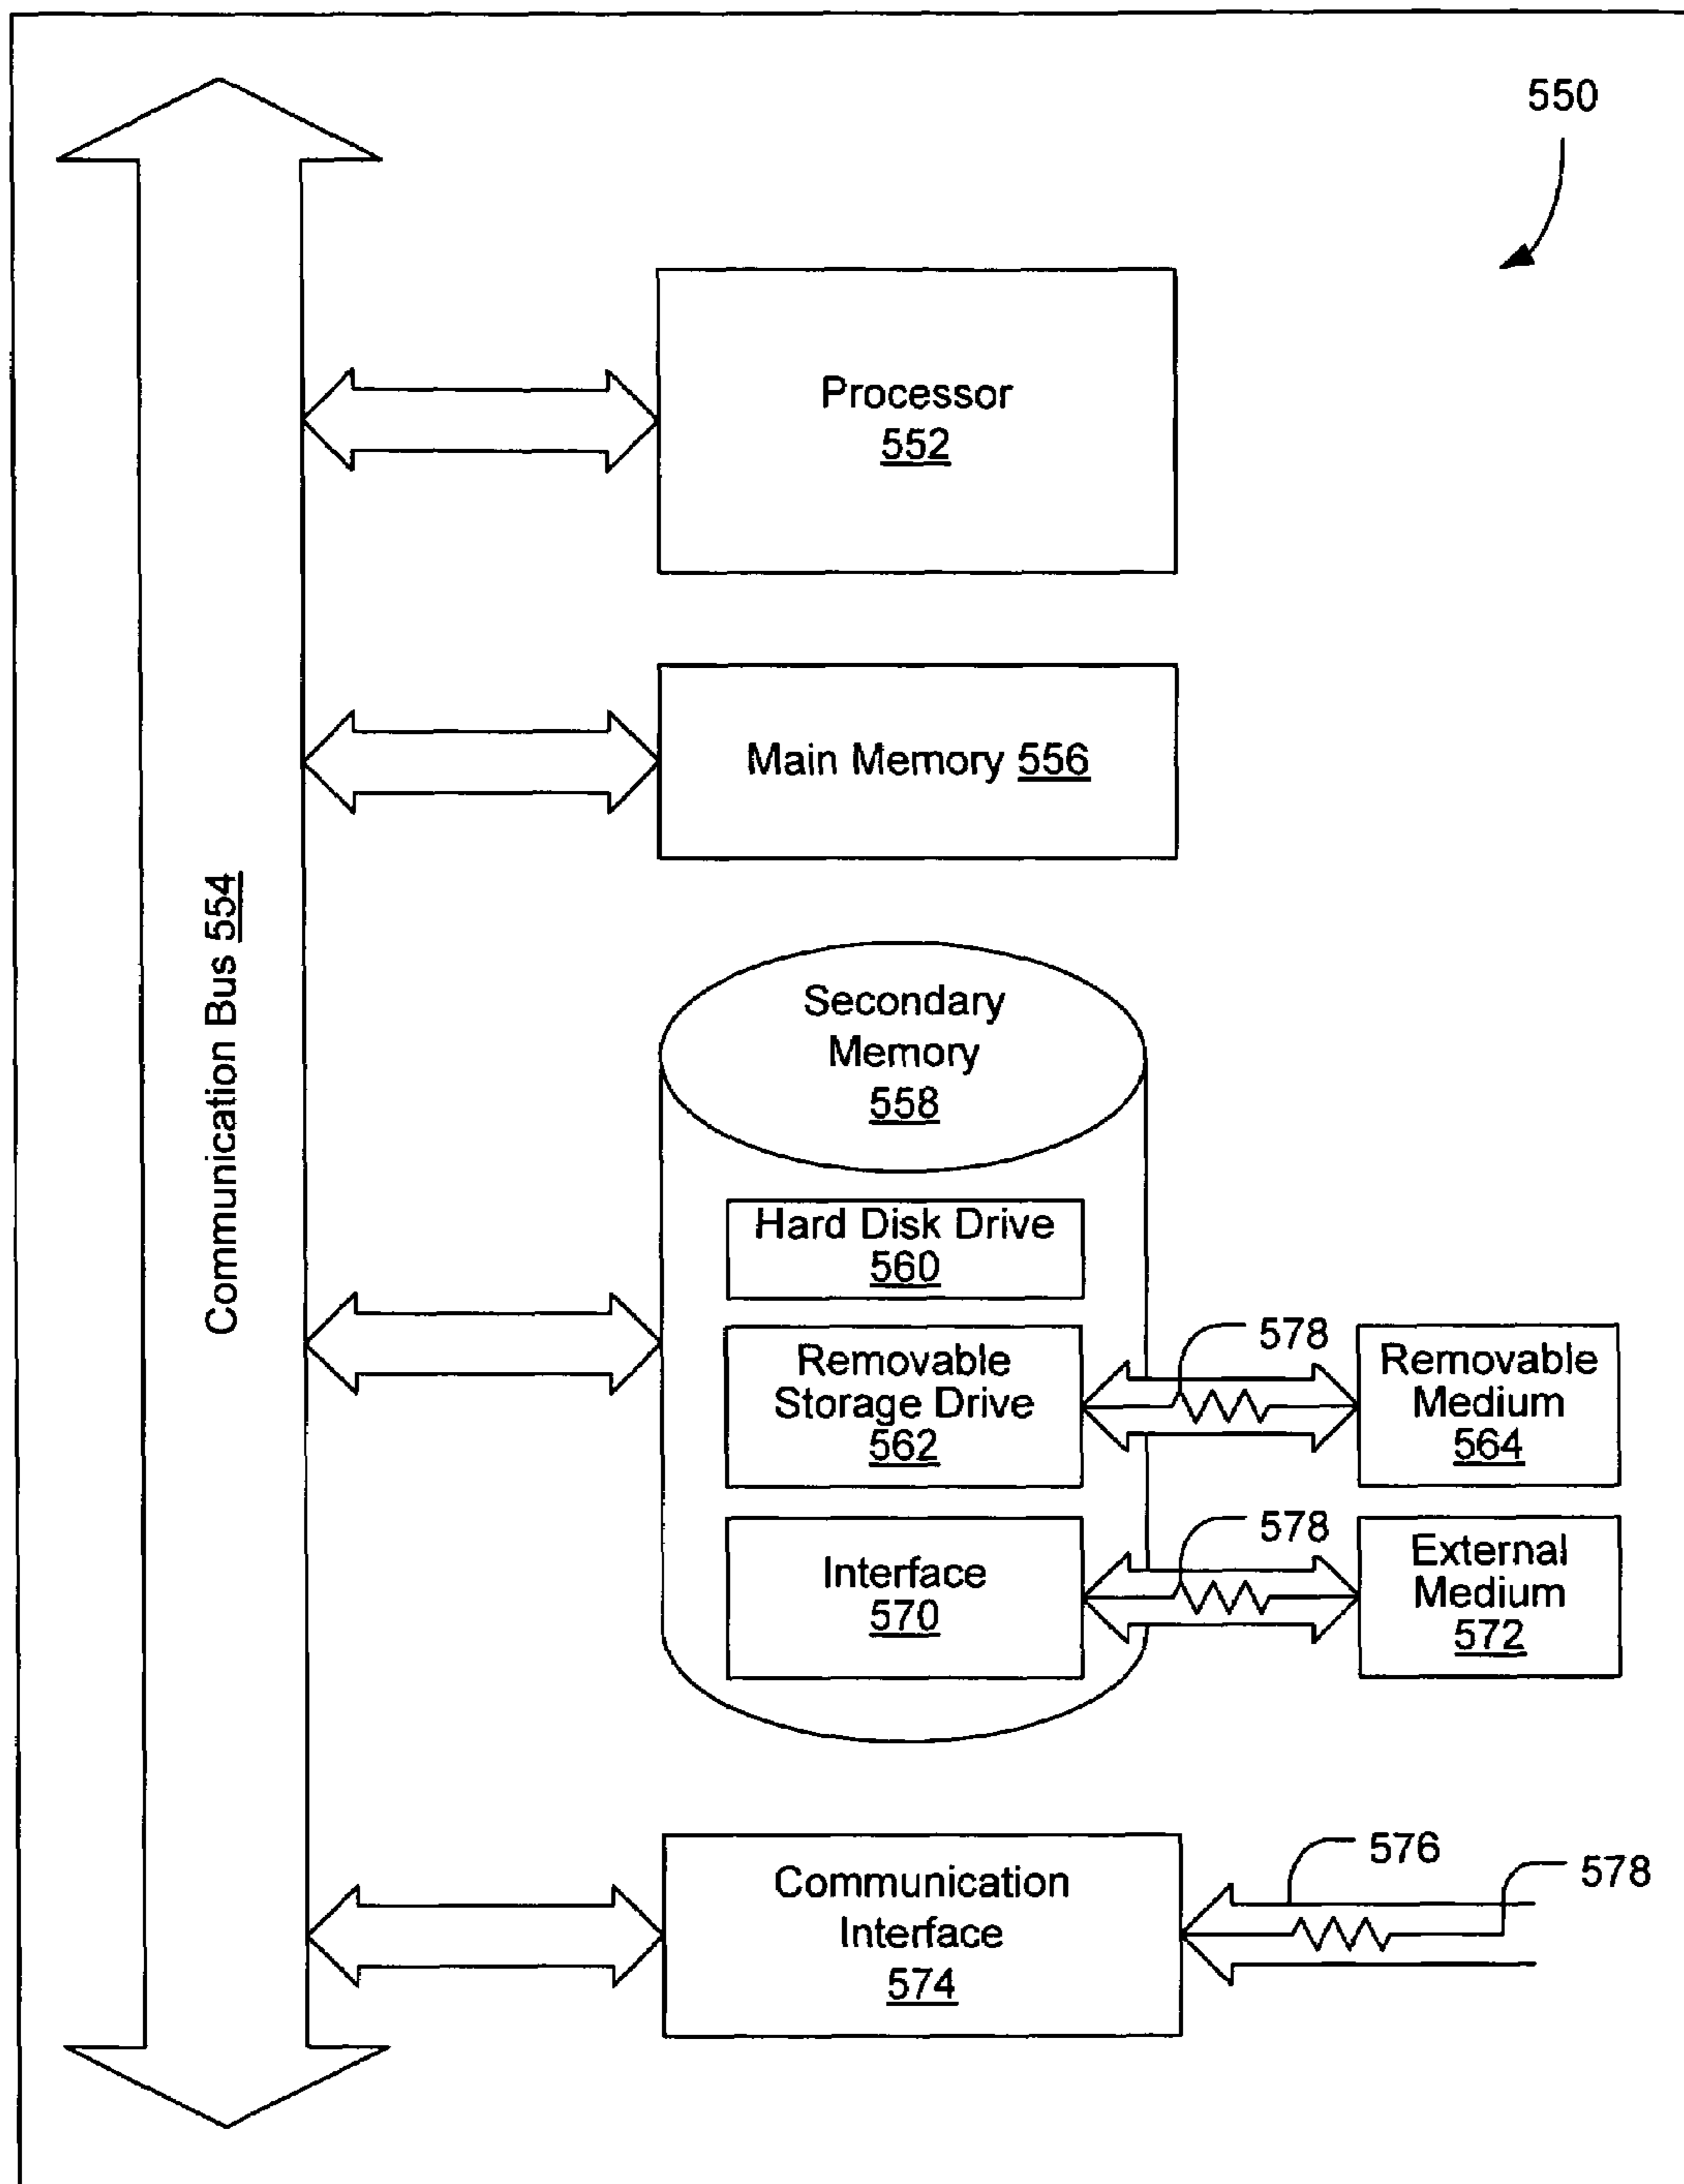 550
Processor
552
Main Memory 556
Communication Bus 554
Secondary
Memory
558
Hard Disk Drive
560
Removable
Storage Drive
562
578
Removable
Medium
564
Interface
570
578
External
Medium
572
Communication
Interface
574
576
578